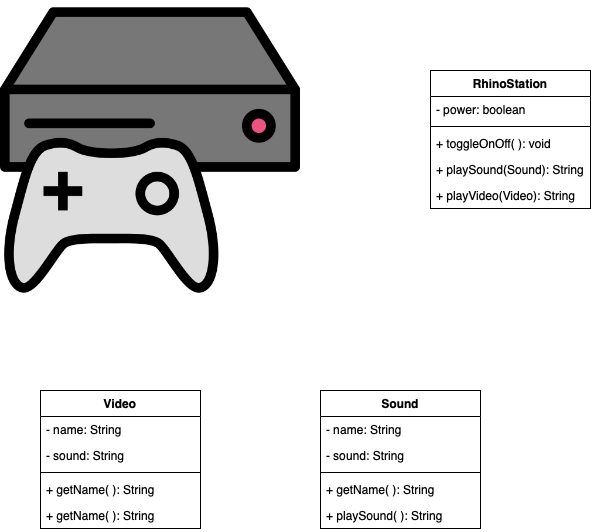 RhinoStation
- power: boolean
+ toggleOnOff( ): void
+ playSound(Sound): String
+ playVideo(Video): String
Video
- name: String
- sound: String
+ getName( ): String
+ getName( ): String
Sound
- name: String
- sound: String
+ getName( ): String
+ playSound( ): String